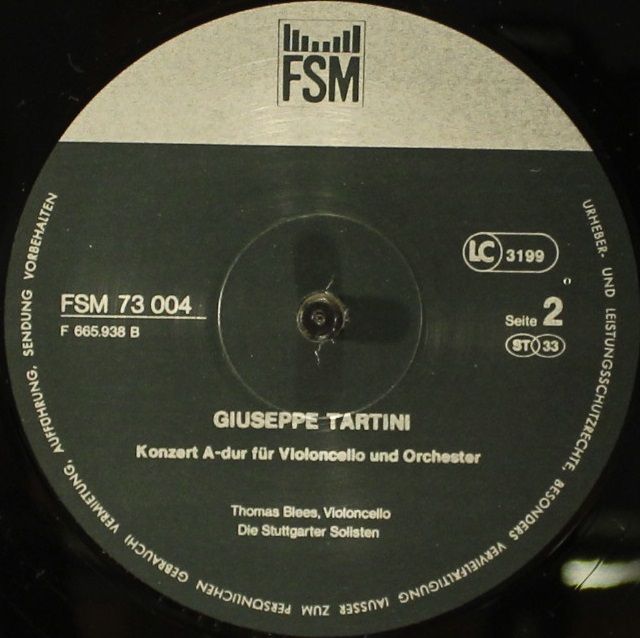 FSM
LC 3199
FSM 73 004
F 665.938 B
Seite 2
ST 33
GIUSEPPE TARTINI
Konzert A-dur für Violoncello und Orchester
Thomas Blees, Violoncello
Die Stuttgarter Solisten
URHEBER- UND LEISTUNGSSCHUTZRECHTE, BESONDERS VERVIELFÄLTIGUNG (AUSSER ZUM PERSÖNLICHEN GEBRAUCH) VERMIETUNG, AUFFÜHRUNG, SENDUNG VORBEHALTEN